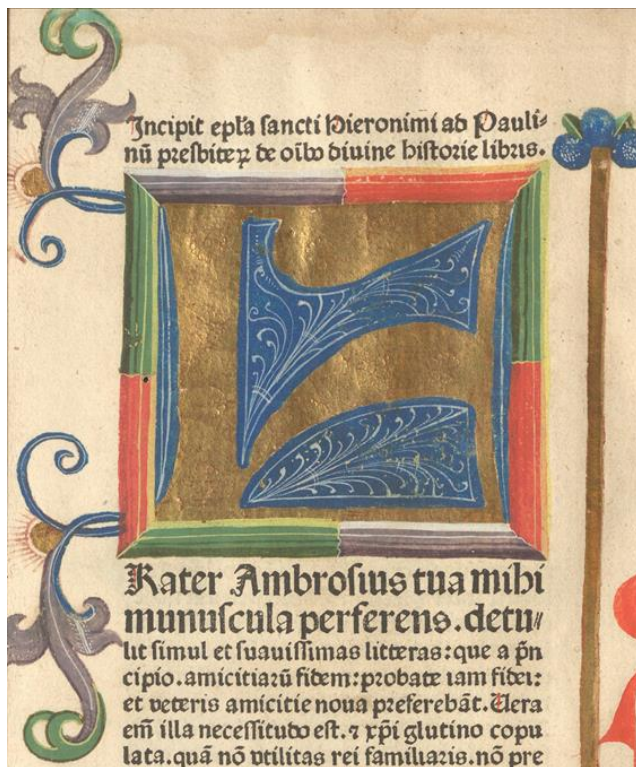 Incipit epl̄a ſancti Hieronimi ad Pauli⸗
nū preſbiteꝝ de oībꝰ diuine hiſtorie libris.
F
Rater Ambroſius tua mihi
munuſcula perferens.detu⸗
lit ſimul et ſuauiſſimas litteras: que a pñ
cipio.amicitiarū fidem: probate iam fidei:
et veteris amicitie noua preferebāt. Uera
em̄ illa neceſſitudo eſt.⁊ xp̄i glutino copu
lata.quā nō vtilitas rei familiaris.nō pre